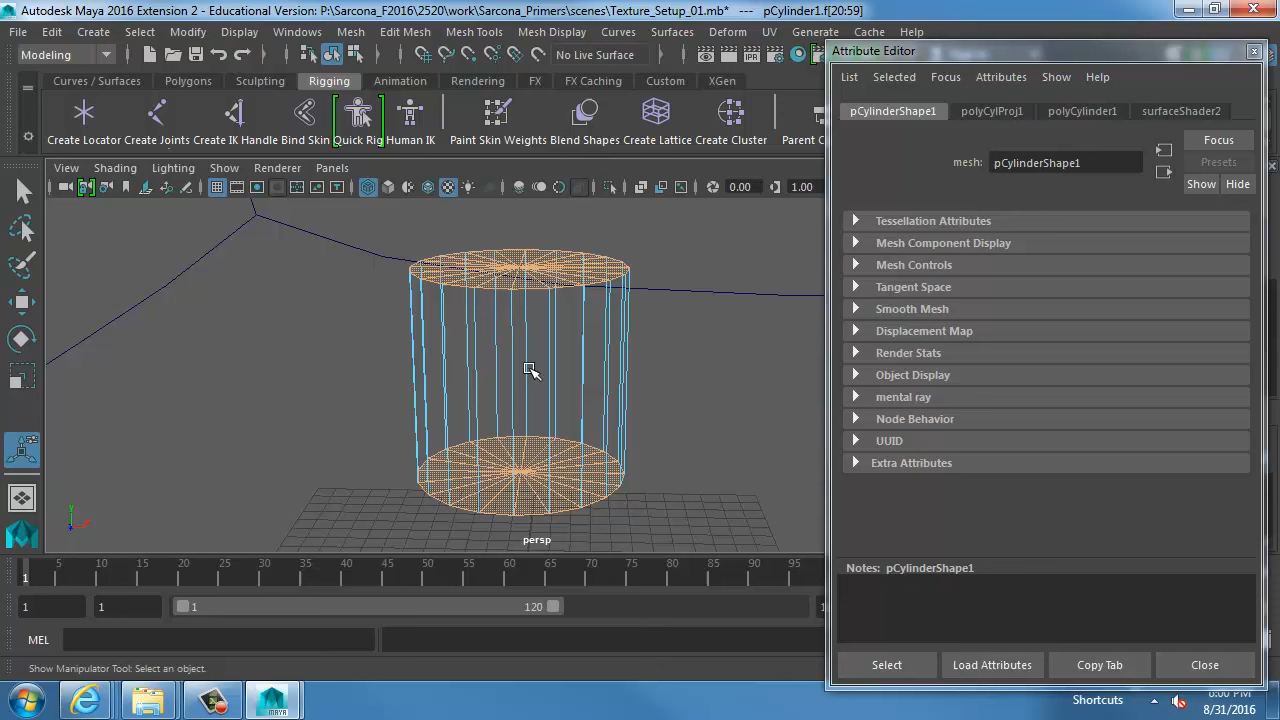 Autodesk Maya 2016 Extension 2 - Educational Version: P:\Sarcona_F2016\2520\work\Sarcona_Primers\scenes\Texture_Setup_01.mb* --- pCylinder1.f[20:59]
File Edit Create Select Modify Display Windows Mesh Edit Mesh Mesh Tools Mesh Display Curves Surfaces Deform UV Generate Cache Help
Modeling
No Live Surface
Attribute Editor
List Selected Focus Attributes Show Help
Curves / Surfaces Polygons Sculpting Rigging Animation Rendering FX FX Caching Custom XGen
pCylinderShape1 polyCylProj1 polyCylinder1 surfaceShader2
Create Locator Create Joints Create IK Handle Bind Skin Quick Rig Human IK Paint Skin Weights Blend Shapes Create Lattice Create Cluster Parent C
mesh: pCylinderShape1
Focus
Presets
Show Hide
View Shading Lighting Show Renderer Panels
0.00 1.00
Tessellation Attributes
Mesh Component Display
Mesh Controls
Tangent Space
Smooth Mesh
Displacement Map
Render Stats
Object Display
mental ray
Node Behavior
UUID
Extra Attributes
y
persp
Notes: pCylinderShape1
5 10 15 20 25 30 35 40 45 50 55 60 65 70 75 80 85 90 95
1
1 1 1 120 1
MEL
Select Load Attributes Copy Tab Close
Show Manipulator Tool: Select an object.
MAYA
Shortcuts
6:00 PM
8/31/2016